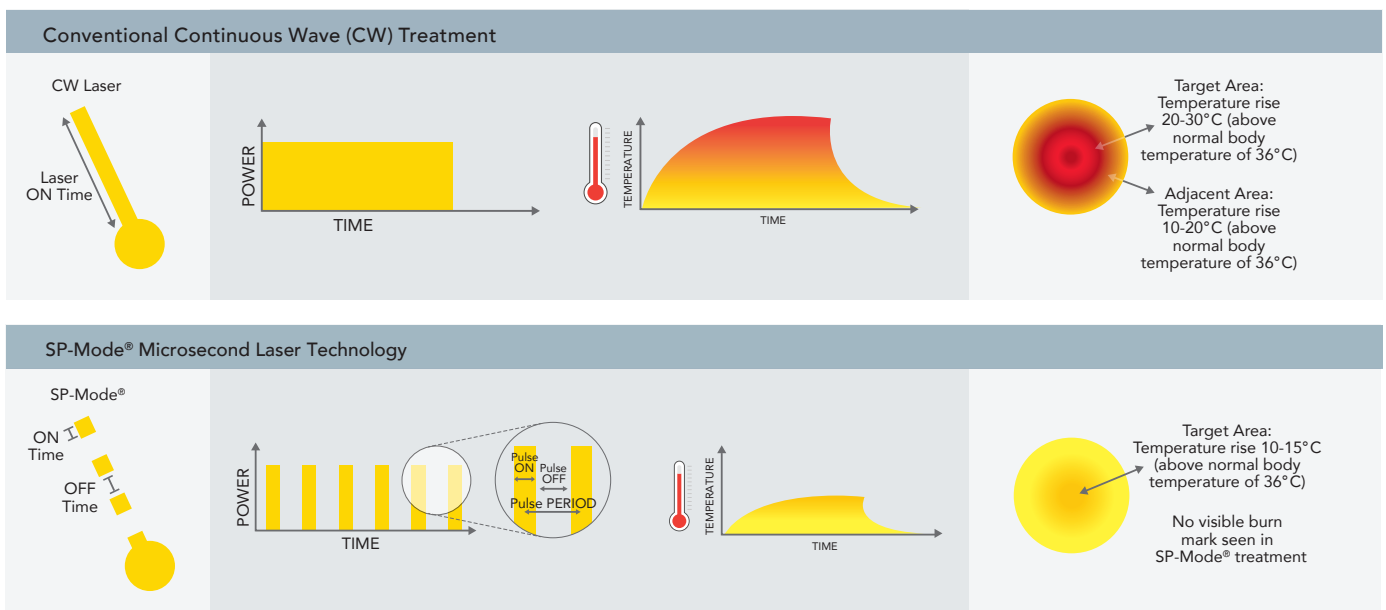 Conventional Continuous Wave (CW) Treatment
CW Laser
Laser
ON Time
POWER
TIME
TEMPERATURE
TIME
Target Area:
Temperature rise
20-30°C (above
normal body
temperature of 36°C)
Adjacent Area:
Temperature rise
10-20°C (above
normal body
temperature of 36°C)
SP-Mode® Microsecond Laser Technology
SP-Mode®
ON
Time
OFF
Time
POWER
TIME
Pulse
ON
Pulse
OFF
Pulse PERIOD
TEMPERATURE
TIME
Target Area:
Temperature rise 10-15°C
(above normal body
temperature of 36°C)
No visible burn
mark seen in
SP-Mode® treatment